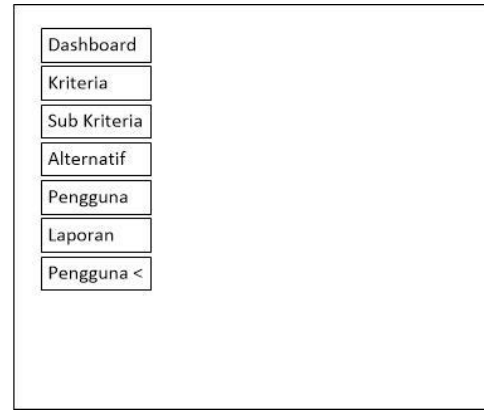 Dashboard
Kriteria
Sub Kriteria
Alternatif
Pengguna
Laporan
Pengguna <